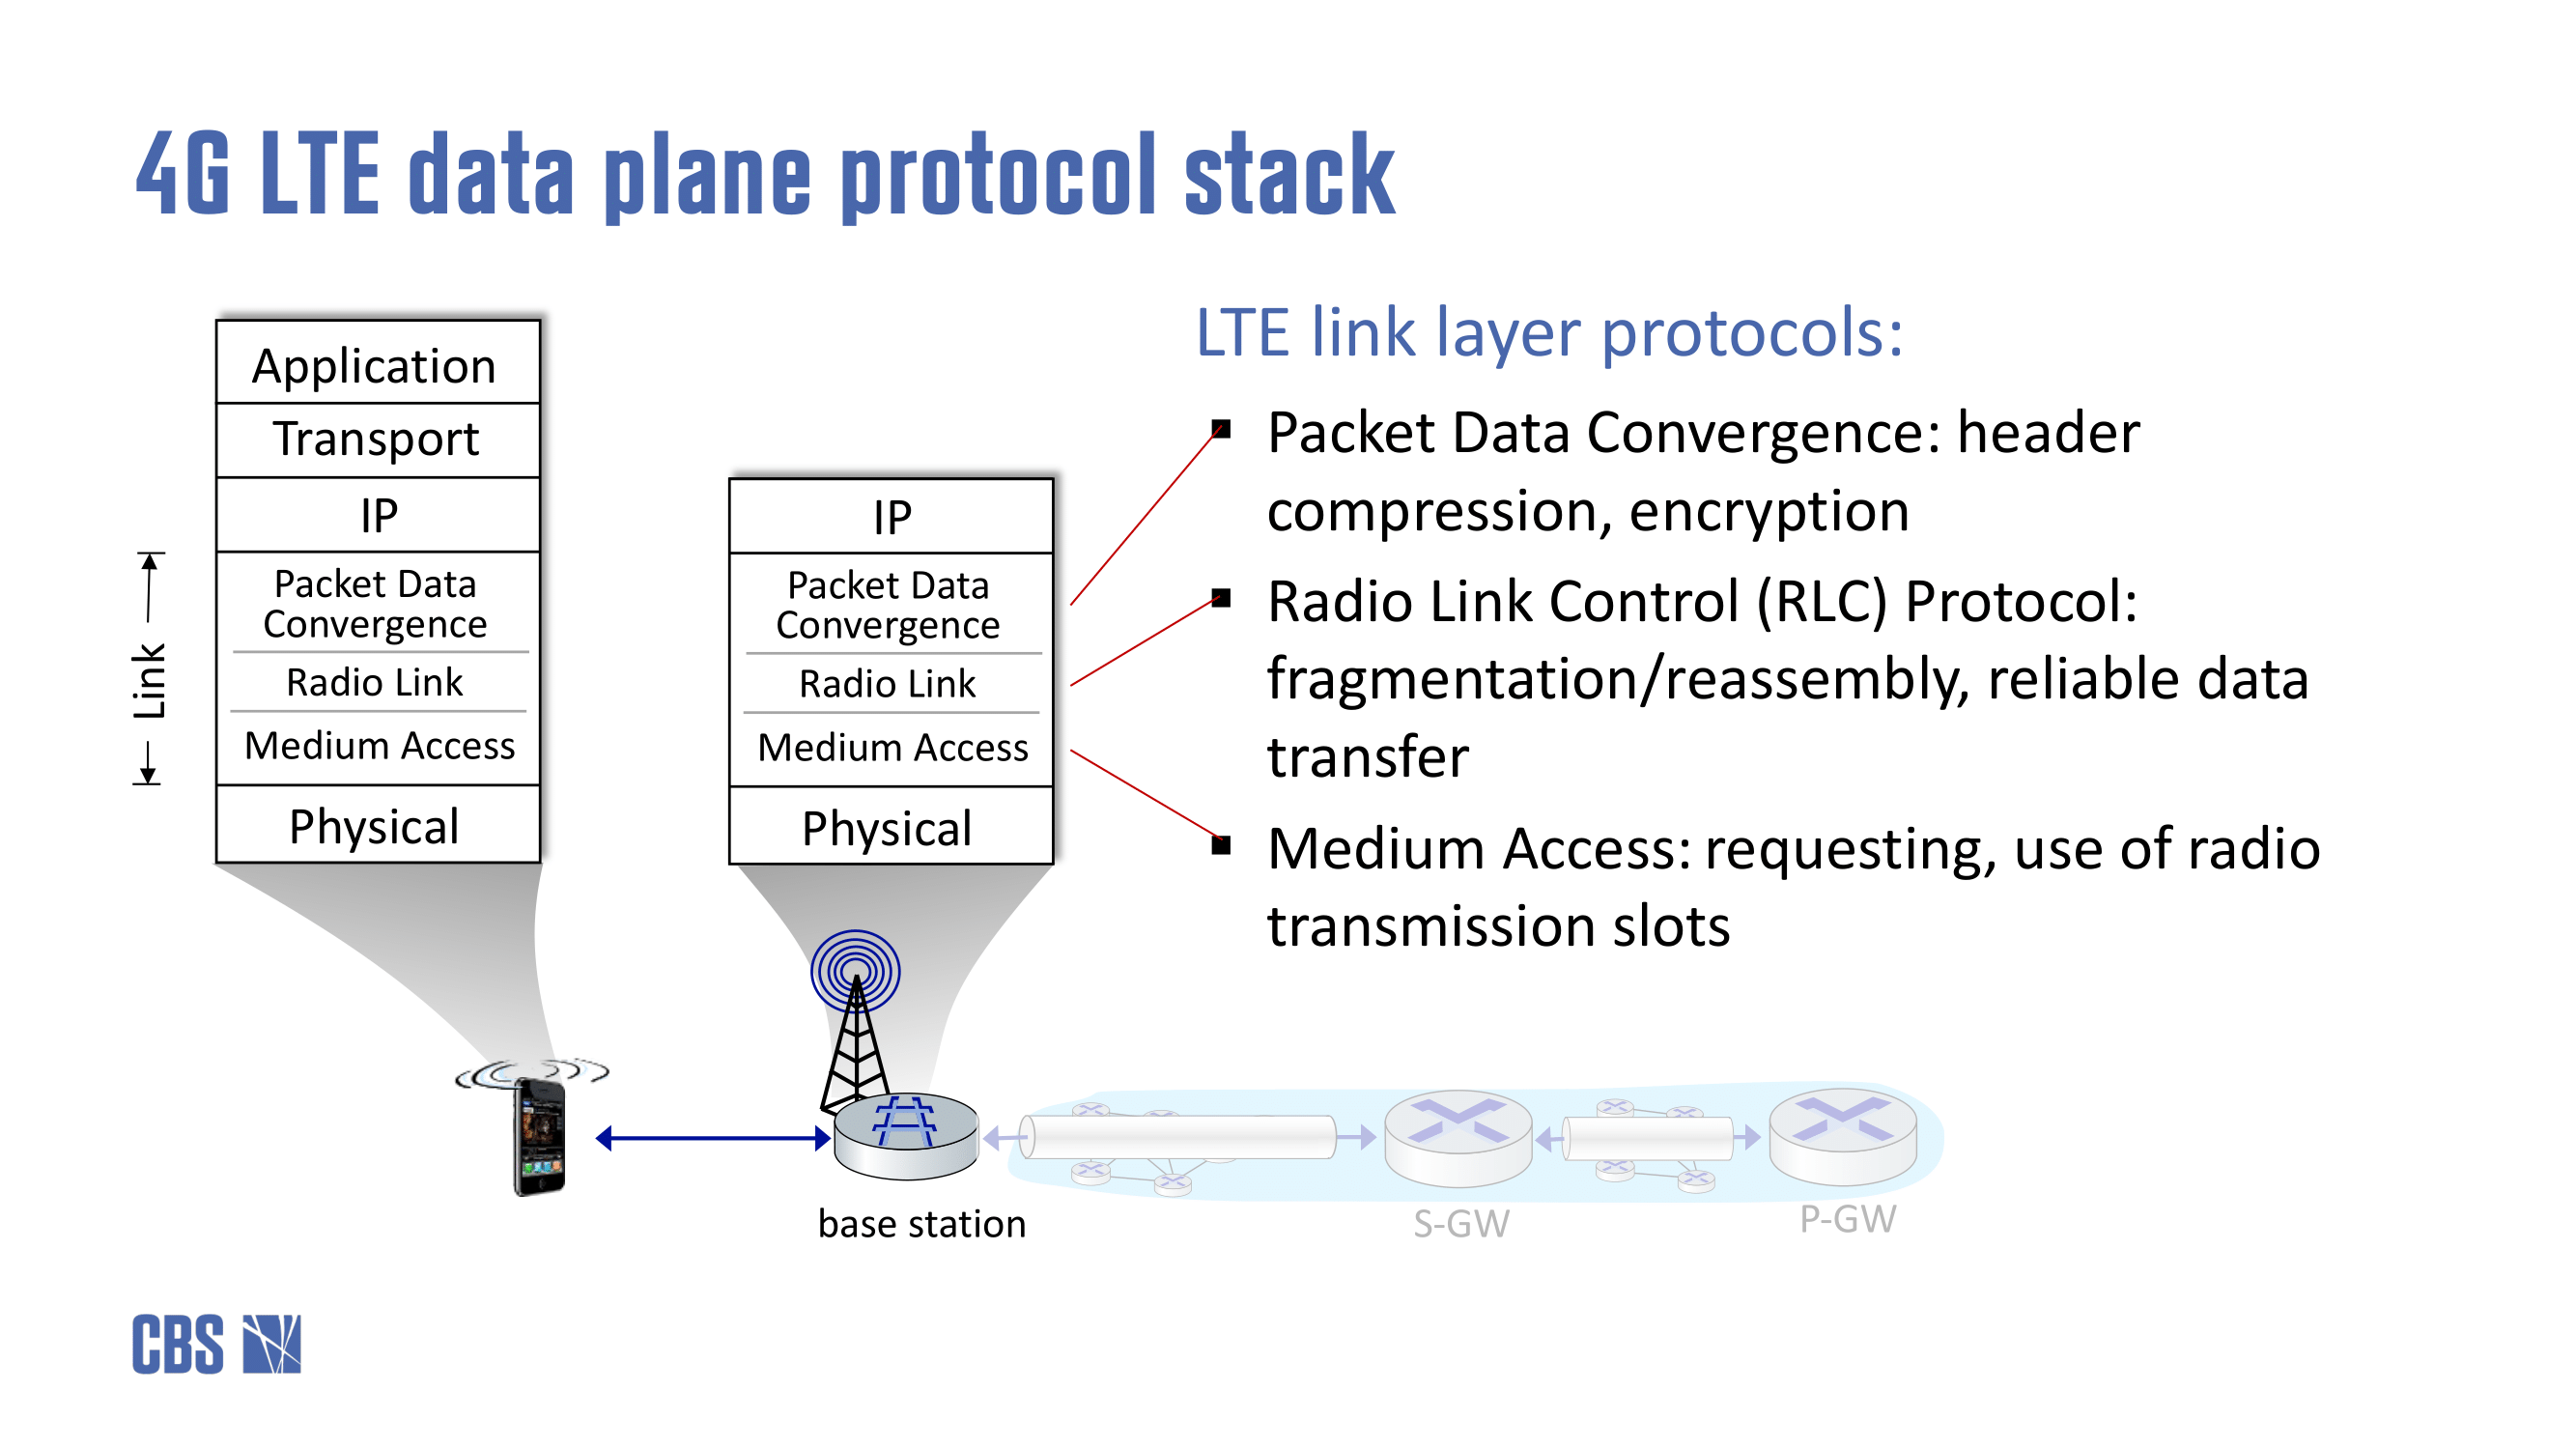 4G LTE data plane protocol stack
Application
Transport
IP
Packet Data
Convergence
Radio Link
Medium Access
Physical
Link
IP
Packet Data
Convergence
Radio Link
Medium Access
Physical
LTE link layer protocols:
▪ Packet Data Convergence: header
compression, encryption
▪ Radio Link Control (RLC) Protocol:
fragmentation/reassembly, reliable data
transfer
▪ Medium Access: requesting, use of radio
transmission slots
base station
S-GW
P-GW
CBS